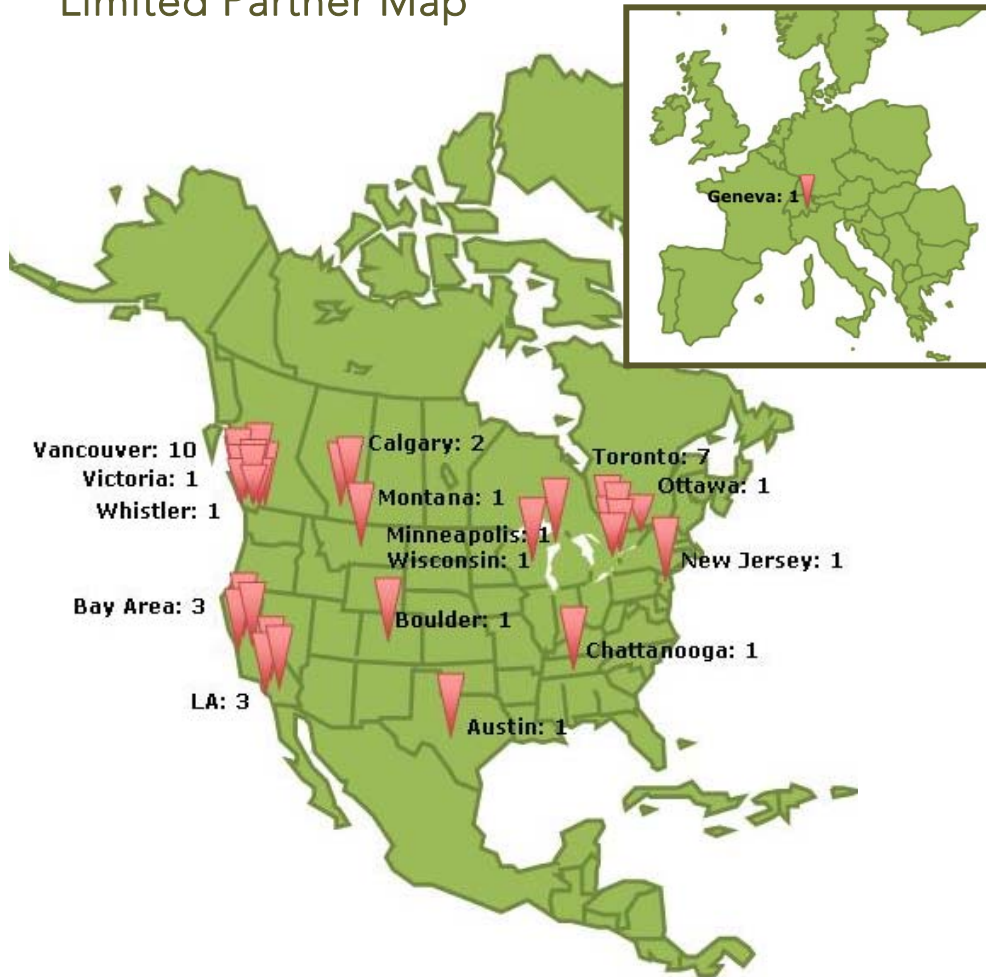 Limited Partner Map
Geneva: 1
Vancouver: 10
Calgary: 2
Toronto: 7
Victoria: 1
Ottawa: 1
Montana: 1
Whistler: 1
Minneapolis: 1
Wisconsin: 1
New Jersey: 1
Bay Area: 3
Boulder: 1
Chattanooga: 1
LA: 3
Austin: 1